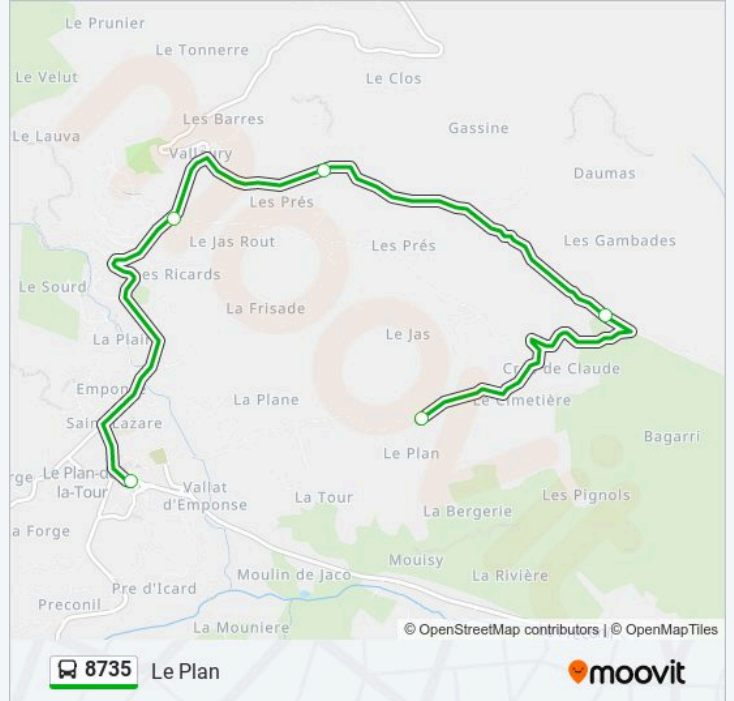 Le Prunier
Le Tonnerre
Le Velut
Le Clos
Les Barres
Gassine
Le Lauva
Vallaury
Daumas
Les Prés
Le Jas Rout
Les Prés
Les Gambades
es Ricards
Le Sourd
La Frisade
La Plain
Le Jas
de Claude
Emponse
La Plane
Le Cimetière
Saint Lazare
Bagarri
Le Plan
Le Plan-de-
la-Tour
Vallat
d'Emponse
La Tour
Les Pignols
La Bergerie
a Forge
Mouisy
Moulin de Jaco
La Rivière
Pre d'Icard
Preconil
La Mouniere
© OpenStreetMap contributors | © OpenMapTiles
8735 Le Plan
moovit